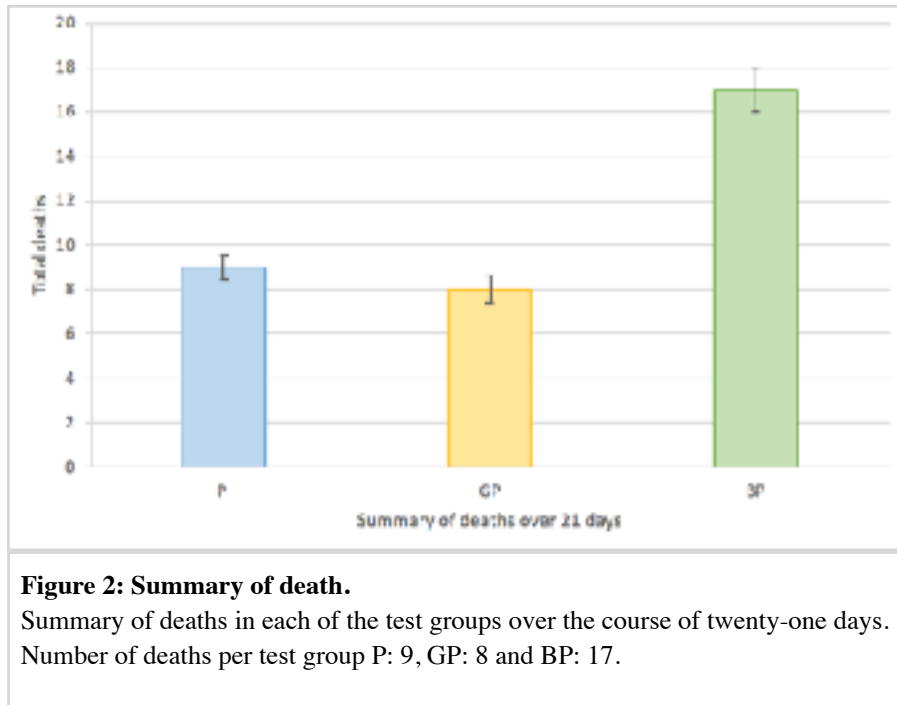 20
18
16
14
12
10
8
6
4
2
0
Total deaths
P
GP
BP
Summary of deaths over 21 days
Figure 2: Summary of death.
Summary of deaths in each of the test groups over the course of twenty-one days.
Number of deaths per test group P: 9, GP: 8 and BP: 17.